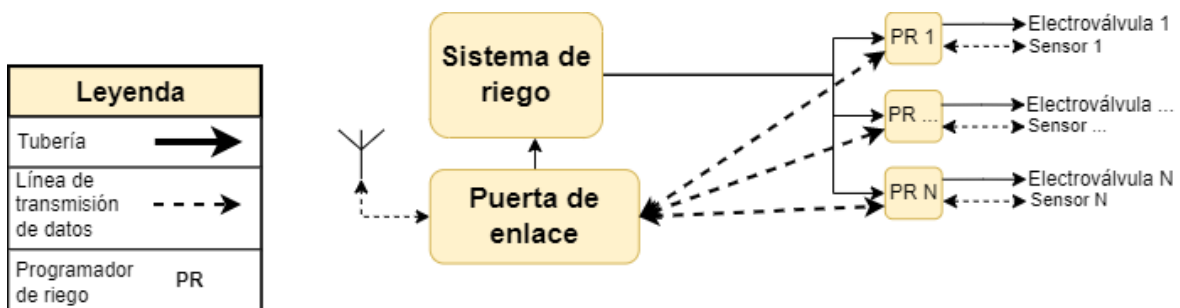 Leyenda
Tubería
Línea de
transmisión
de datos
Programador
de riego
PR
Sistema de
riego
Puerta de
enlace
PR 1
Electroválvula 1
Sensor 1
PR ...
Electroválvula ...
Sensor ...
PR N
Electroválvula N
Sensor N